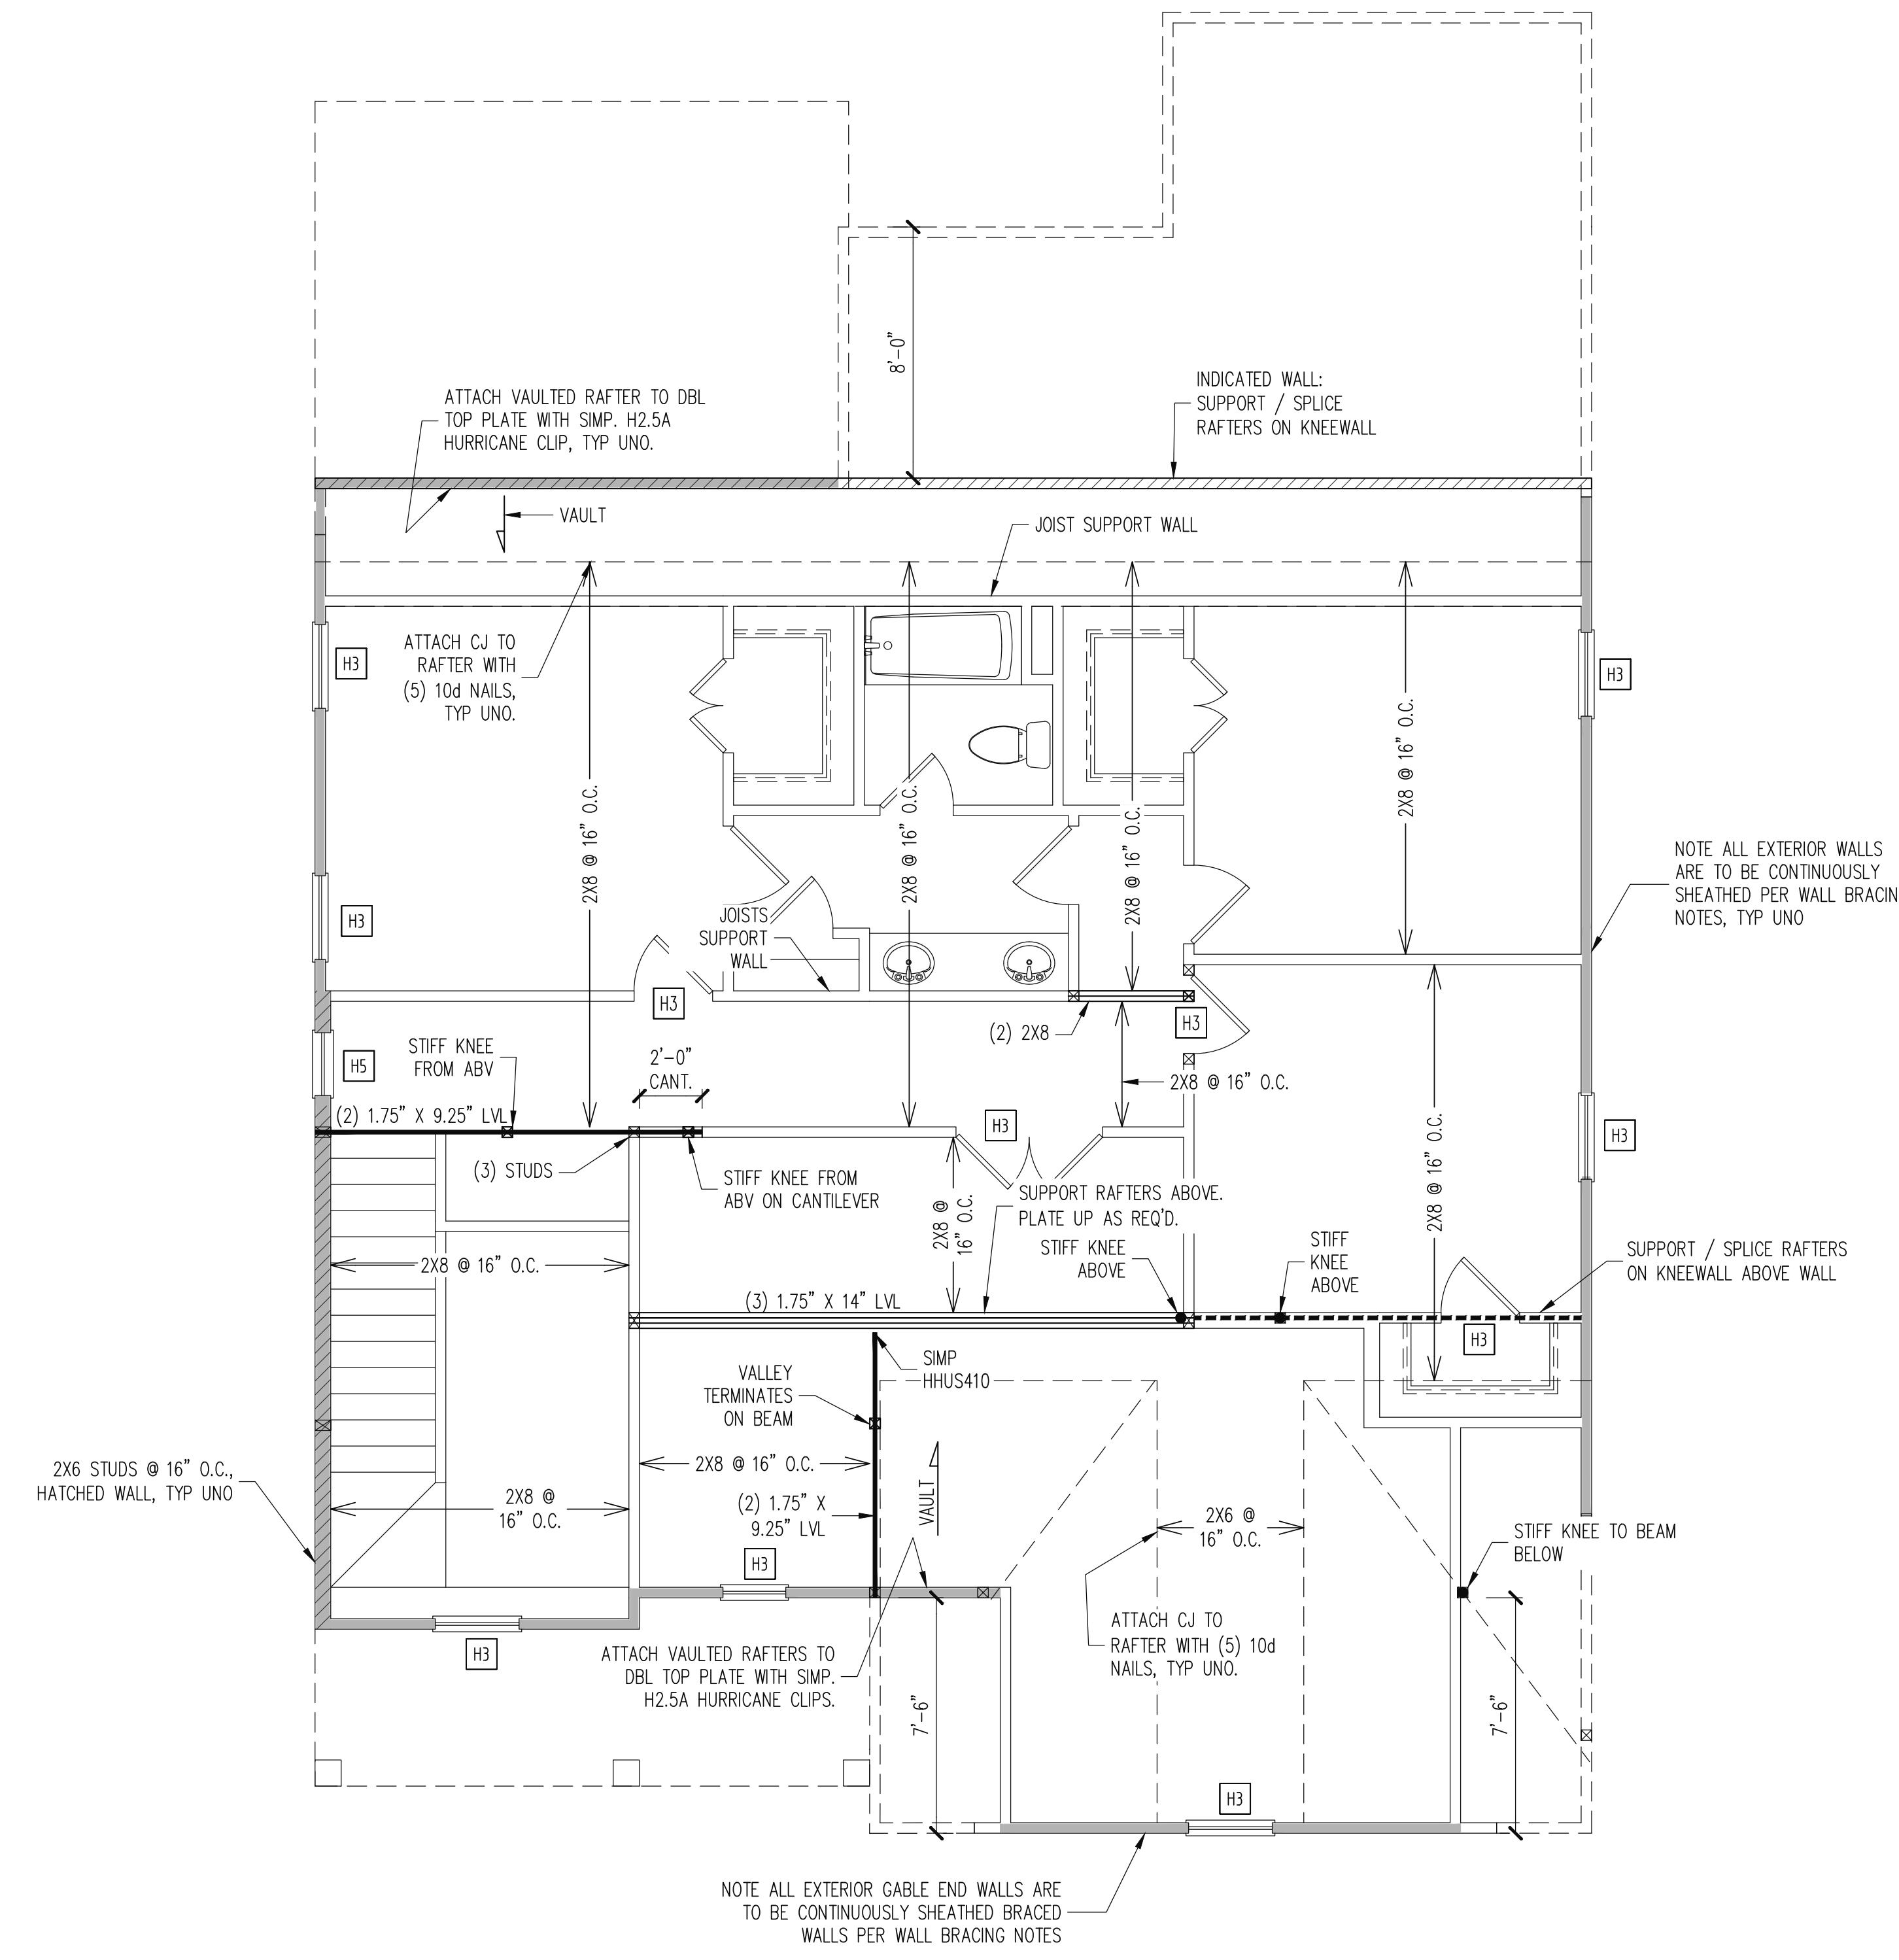 8'-0"
ATTACH VAULTED RAFTER TO DBL
TOP PLATE WITH SIMP. H2.5A
HURRICANE CLIP, TYP UNO.
INDICATED WALL:
SUPPORT / SPLICE
RAFTERS ON KNEEWALL
VAULT
JOIST SUPPORT WALL
ATTACH CJ TO
RAFTER WITH
(5) 10d NAILS,
TYP UNO.
H3
H3
2X8 @ 16" O.C.
2X8 @ 16" O.C.
2X8 @ 16" O.C.
2X8 @ 16" O.C.
NOTE ALL EXTERIOR WALLS
ARE TO BE CONTINUOUSLY
SHEATHED PER WALL BRACIN
NOTES, TYP UNO
H3
JOISTS
SUPPORT
WALL
H3
H3
(2) 2X8
STIFF KNEE
FROM ABV
H5
2'-0"
CANT.
2X8 @ 16" O.C.
(2) 1.75" X 9.25" LVL
H3
H3
(3) STUDS
STIFF KNEE FROM
ABV ON CANTILEVER
2X8 @
16" O.C.
SUPPORT RAFTERS ABOVE.
PLATE UP AS REQ'D.
2X8 @ 16" O.C.
STIFF KNEE
ABOVE
STIFF
KNEE
ABOVE
SUPPORT / SPLICE RAFTERS
ON KNEEWALL ABOVE WALL
2X8 @ 16" O.C.
(3) 1.75" X 14" LVL
H3
SIMP
HHUS410
VALLEY
TERMINATES
ON BEAM
2X6 STUDS @ 16" O.C.,
HATCHED WALL, TYP UNO
2X8 @ 16" O.C.
2X8 @
16" O.C.
(2) 1.75" X
9.25" LVL
VAULT
2X6 @
16" O.C.
STIFF KNEE TO BEAM
BELOW
H3
H3
ATTACH VAULTED RAFTERS TO
DBL TOP PLATE WITH SIMP.
H2.5A HURRICANE CLIPS.
ATTACH CJ TO
RAFTER WITH (5) 10d
NAILS, TYP UNO.
7'-6"
7'-6"
H3
NOTE ALL EXTERIOR GABLE END WALLS ARE
TO BE CONTINUOUSLY SHEATHED BRACED
WALLS PER WALL BRACING NOTES